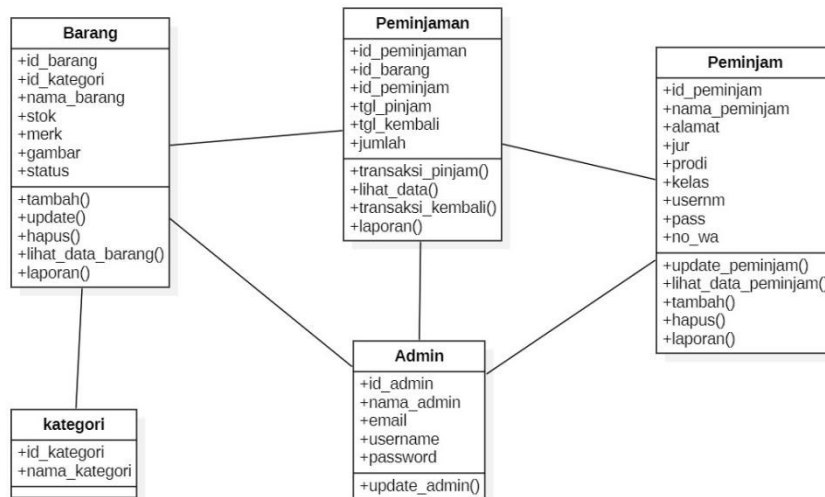 Barang
+id_barang
+id_kategori
+nama_barang
+stok
+merk
+gambar
+status
+tambah()
+update()
+hapus()
+lihat_data_barang()
+laporan()
Peminjaman
+id_peminjaman
+id_barang
+id_peminjam
+tgl_pinjam
+tgl_kembali
+jumlah
+transaksi_pinjam()
+lihat_data()
+transaksi_kembali()
+laporan()
Peminjam
+id_peminjam
+nama_peminjam
+alamat
+jur
+prodi
+kelas
+usernm
+pass
+no_wa
+update_peminjam()
+lihat_data_peminjam()
+tambah()
+hapus()
+laporan()
kategori
+id_kategori
+nama_kategori
Admin
+id_admin
+nama_admin
+email
+username
+password
+update_admin()